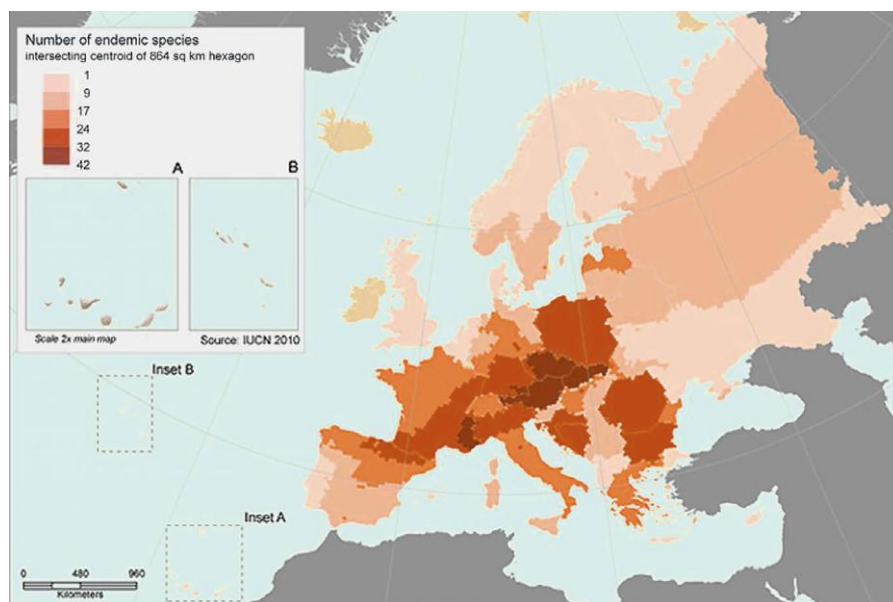 Number of endemic species
intersecting centroid of 864 sq km hexagon
1
9
17
24
32
42
A
B
Scale 2x main map
Source: IUCN 2010
Inset B
Inset A
0 480 960
Kilometers